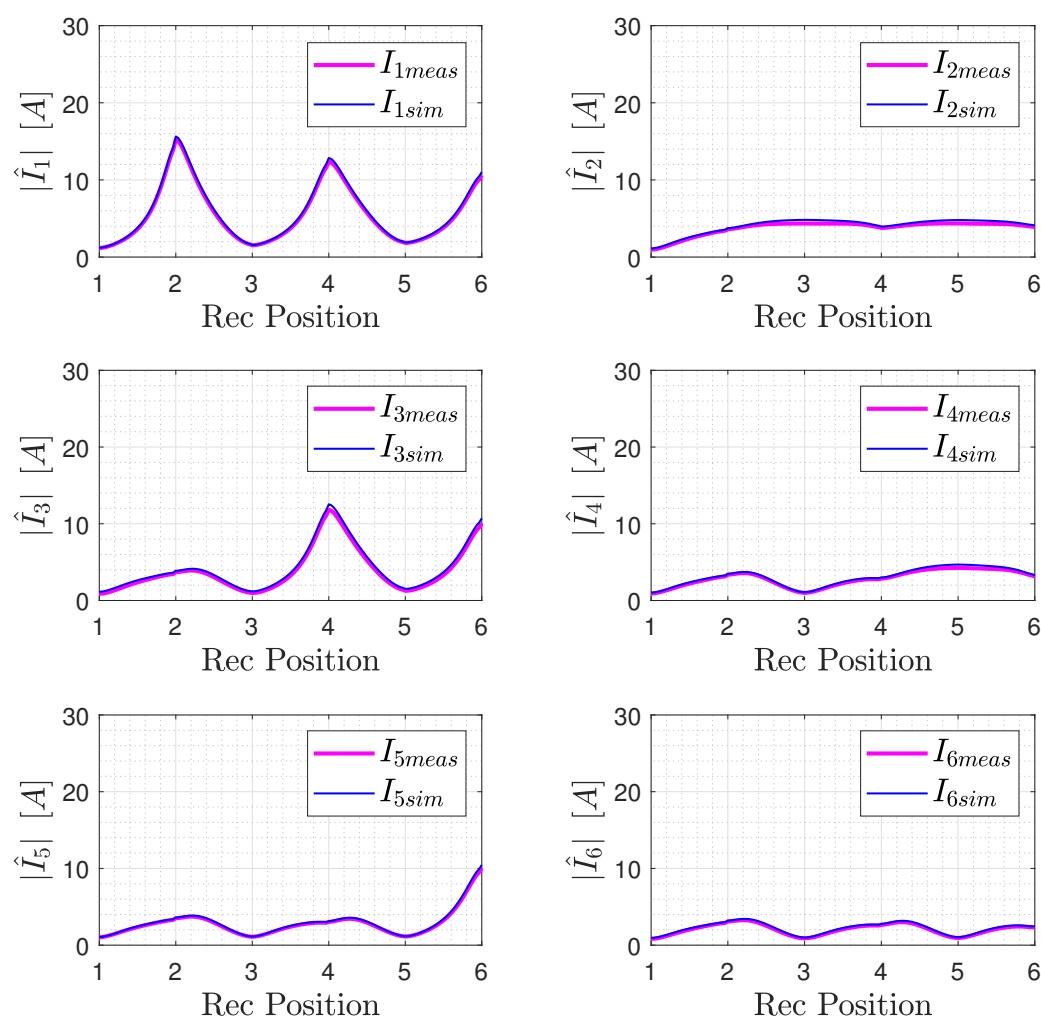 30
20
10
0
|Î₁| [A]
I₁meas
I₁sim
1 2 3 4 5 6
Rec Position
30
20
10
0
|Î₂| [A]
I₂meas
I₂sim
1 2 3 4 5 6
Rec Position
30
20
10
0
|Î₃| [A]
I₃meas
I₃sim
1 2 3 4 5 6
Rec Position
30
20
10
0
|Î₄| [A]
I₄meas
I₄sim
1 2 3 4 5 6
Rec Position
30
20
10
0
|Î₅| [A]
I₅meas
I₅sim
1 2 3 4 5 6
Rec Position
30
20
10
0
|Î₆| [A]
I₆meas
I₆sim
1 2 3 4 5 6
Rec Position